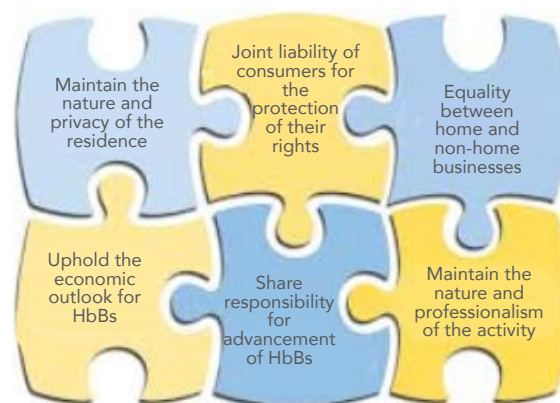 Maintain the
nature and
privacy of the
residence
Joint liability of
consumers for
the
protection
of their
rights
Equality
between
home and
non-home
businesses
Uphold the
economic
outlook for
HbBs
Share
responsibility
for
advancement
of HbBs
Maintain the
nature and
professionalism
of the activity